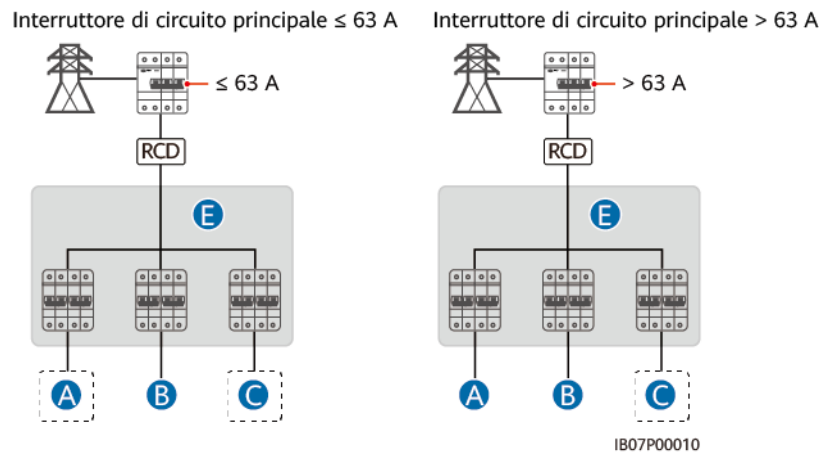 Interruttore di circuito principale ≤ 63 A
Interruttore di circuito principale > 63 A
≤ 63 A
> 63 A
RCD
RCD
E
E
A
B
C
A
B
C
IB07P00010